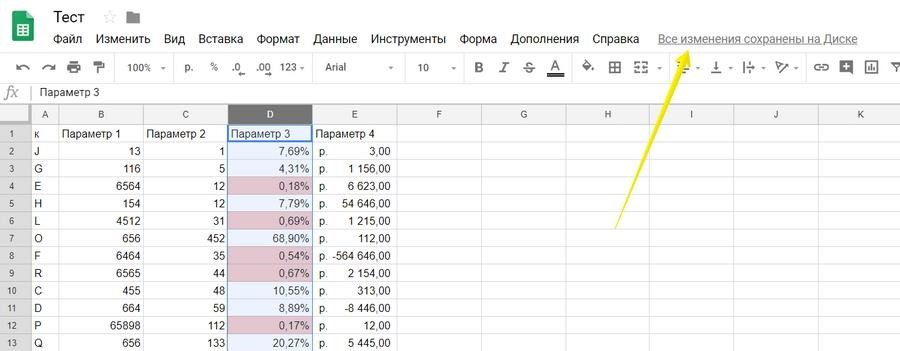 Тест
Файл Изменить Вид Вставка Формат Данные Инструменты Форма Дополнения Справка Все изменения сохранены на Диске
100% р. % .0 .00 123 Arial 10 B I S A
fx Параметр 3
A B C D E F G H I J K
1 к Параметр 1 Параметр 2 Параметр 3 Параметр 4
2 J 13 1 7,69% р. 3,00
3 G 116 5 4,31% р. 1 156,00
4 E 6564 12 0,18% р. 6 623,00
5 H 154 12 7,79% р. 54 646,00
6 L 4512 31 0,69% р. 1 215,00
7 O 656 452 68,90% р. 112,00
8 F 6464 35 0,54% р. -564 646,00
9 R 6565 44 0,67% р. 2 154,00
10 C 455 48 10,55% р. 313,00
11 D 664 59 8,89% р. -8 446,00
12 P 65898 112 0,17% р. 12,00
13 Q 656 133 20,27% р. 5 445,00